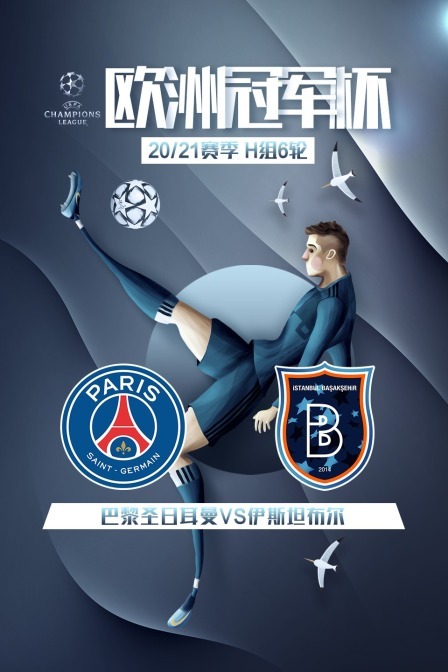 UEFA
CHAMPIONS
LEAGUE
欧洲冠军杯
20/21赛季 H组6轮
PARIS
SAINT-GERMAIN
ISTANBUL BAŞAKŞEHİR
B
2014
巴黎圣日耳曼VS伊斯坦布尔